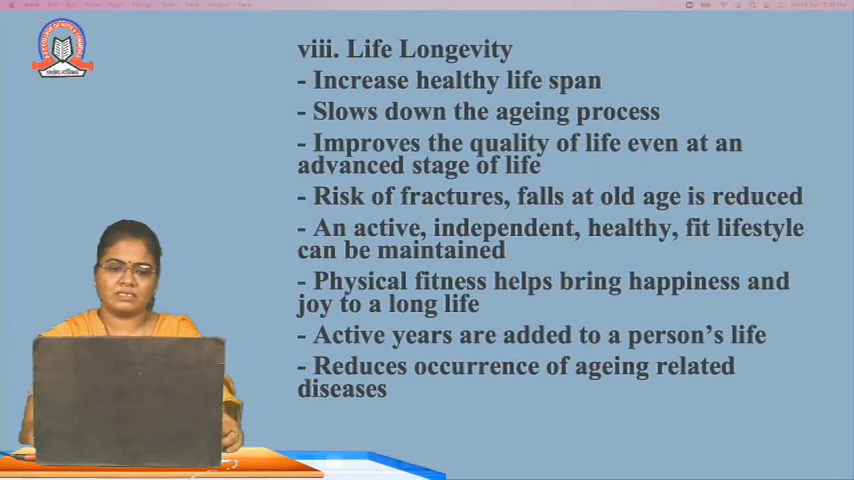 viii. Life Longevity
- Increase healthy life span
- Slows down the ageing process
- Improves the quality of life even at an
advanced stage of life
- Risk of fractures, falls at old age is reduced
- An active, independent, healthy, fit lifestyle
can be maintained
- Physical fitness helps bring happiness and
joy to a long life
- Active years are added to a person's life
- Reduces occurrence of ageing related
diseases